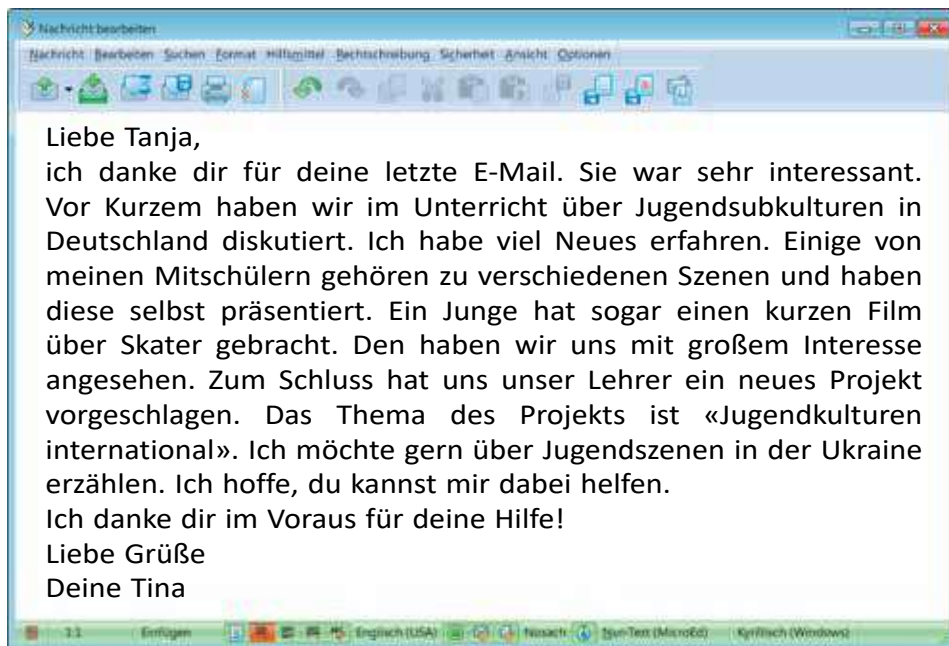 Nachricht bearbeiten
Nachricht Bearbeiten Suchen Format Hilfsmittel Rechtschreibung Sicherheit Ansicht Optionen
Liebe Tanja,
ich danke dir für deine letzte E-Mail. Sie war sehr interessant.
Vor Kurzem haben wir im Unterricht über Jugendsubkulturen in
Deutschland diskutiert. Ich habe viel Neues erfahren. Einige von
meinen Mitschülern gehören zu verschiedenen Szenen und haben
diese selbst präsentiert. Ein Junge hat sogar einen kurzen Film
über Skater gebracht. Den haben wir uns mit großem Interesse
angesehen. Zum Schluss hat uns unser Lehrer ein neues Projekt
vorgeschlagen. Das Thema des Projekts ist «Jugendkulturen
international». Ich möchte gern über Jugendszenen in der Ukraine
erzählen. Ich hoffe, du kannst mir dabei helfen.
Ich danke dir im Voraus für deine Hilfe!
Liebe Grüße
Deine Tina
1:1 Einfügen Englisch (USA) Nosach Nur-Text (MicroEd) Kyrillisch (Windows)